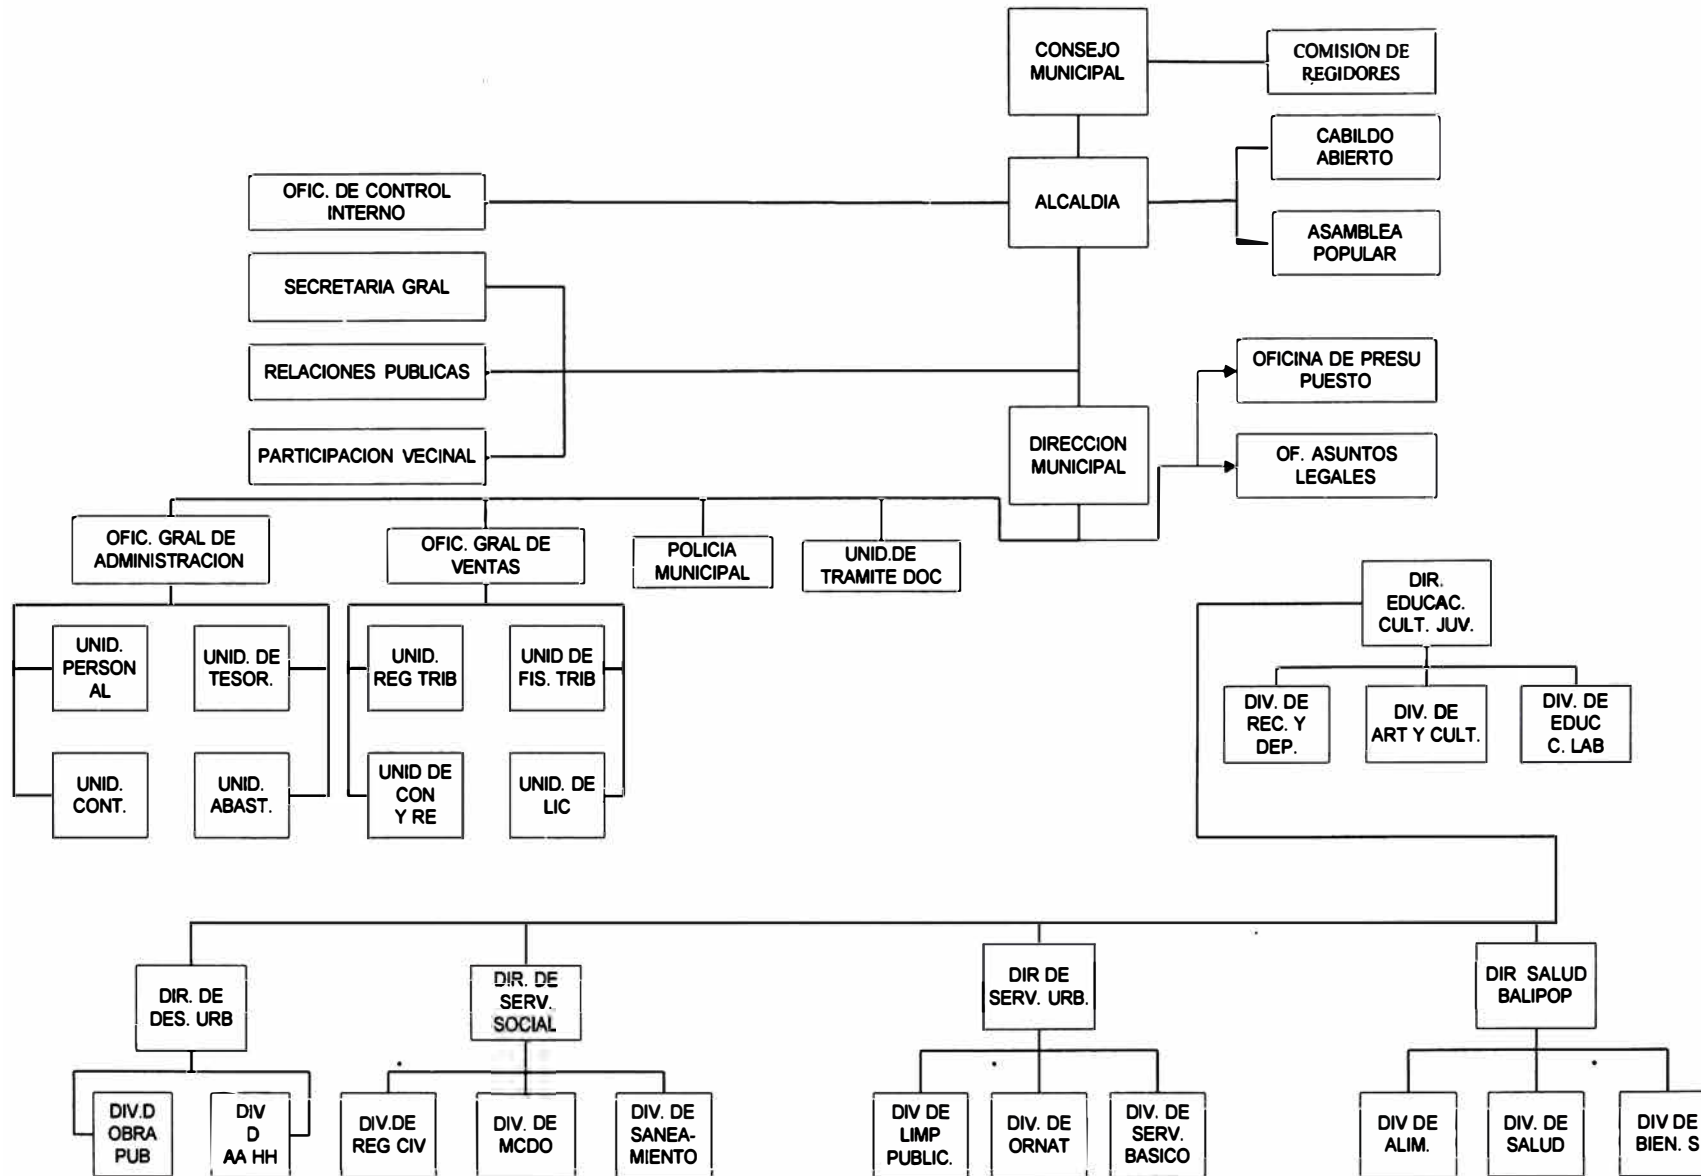 CONSEJO
MUNICIPAL
COMISION DE
REGIDORES
CABILDO
ABIERTO
ALCALDIA
OFIC. DE CONTROL
INTERNO
ASAMBLEA
POPULAR
SECRETARIA GRAL
RELACIONES PUBLICAS
OFICINA DE PRESU
PUESTO
PARTICIPACION VECINAL
DIRECCION
MUNICIPAL
OF. ASUNTOS
LEGALES
OFIC. GRAL DE
ADMINISTRACION
OFIC. GRAL DE
VENTAS
POLICIA
MUNICIPAL
UNID.DE
TRAMITE DOC
DIR.
EDUCAC.
CULT. JUV.
UNID.
PERSON
AL
UNID. DE
TESOR.
UNID.
REG TRIB
UNID DE
FIS. TRIB
DIV. DE
REC. Y
DEP.
DIV. DE
ART Y CULT.
DIV. DE
EDUC
C. LAB
UNID.
CONT.
UNID.
ABAST.
UNID DE
CON
Y RE
UNID. DE
LIC
DIR. DE
DES. URB
DIR. DE
SERV.
SOCIAL
DIR DE
SERV. URB.
DIR SALUD
BALIPOP
DIV.D
OBRA
PUB
DIV
D
AA HH
DIV.DE
REG CIV
DIV. DE
MCDO
DIV. DE
SANEA-
MIENTO
DIV DE
LIMP
PUBLIC.
DIV. DE
ORNAT
DIV. DE
SERV.
BASICO
DIV DE
ALIM.
DIV. DE
SALUD
DIV DE
BIEN. S